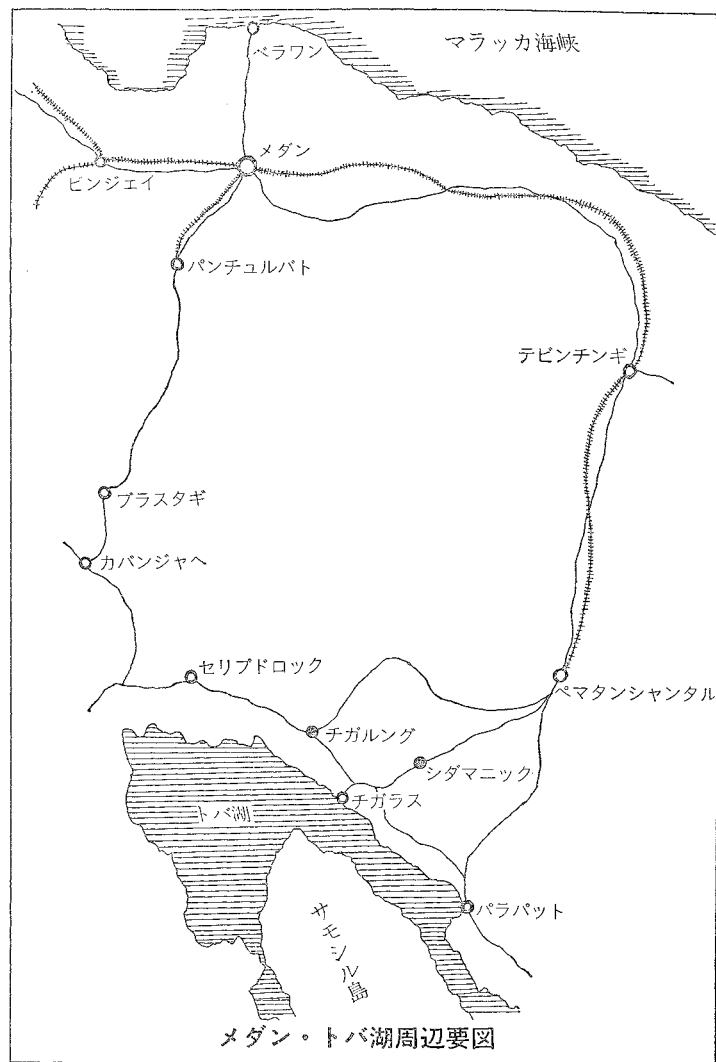 ベラワン
マラッカ海峡
メダン
ビンジェイ
パンチュルバト
テビンチンギ
ブラスタギ
カバンジャヘ
セリブドロック
ペマタンシャンタル
チガルング
シダマニック
チガラス
トバ湖
パラパット
サモシル島
メダン・トバ湖周辺要図